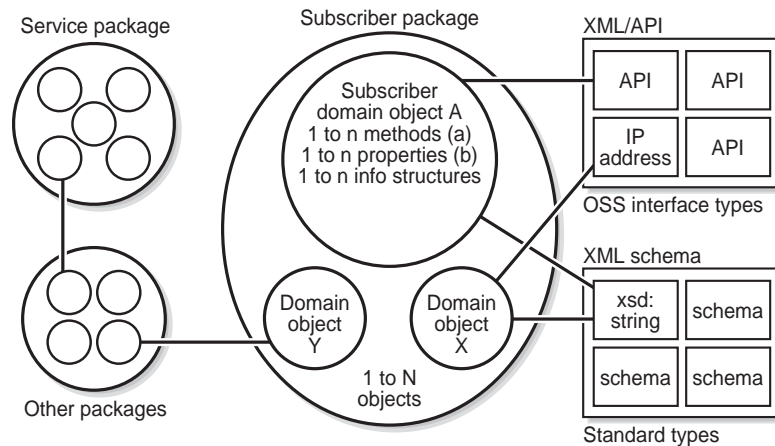 Service package
Other packages
Subscriber package
Subscriber
domain object A
1 to n methods (a)
1 to n properties (b)
1 to n info structures
Domain
object
Y
Domain
object
X
1 to N
objects
XML/API
API
API
IP
address
API
OSS interface types
XML schema
xsd:
string
schema
schema
schema
Standard types